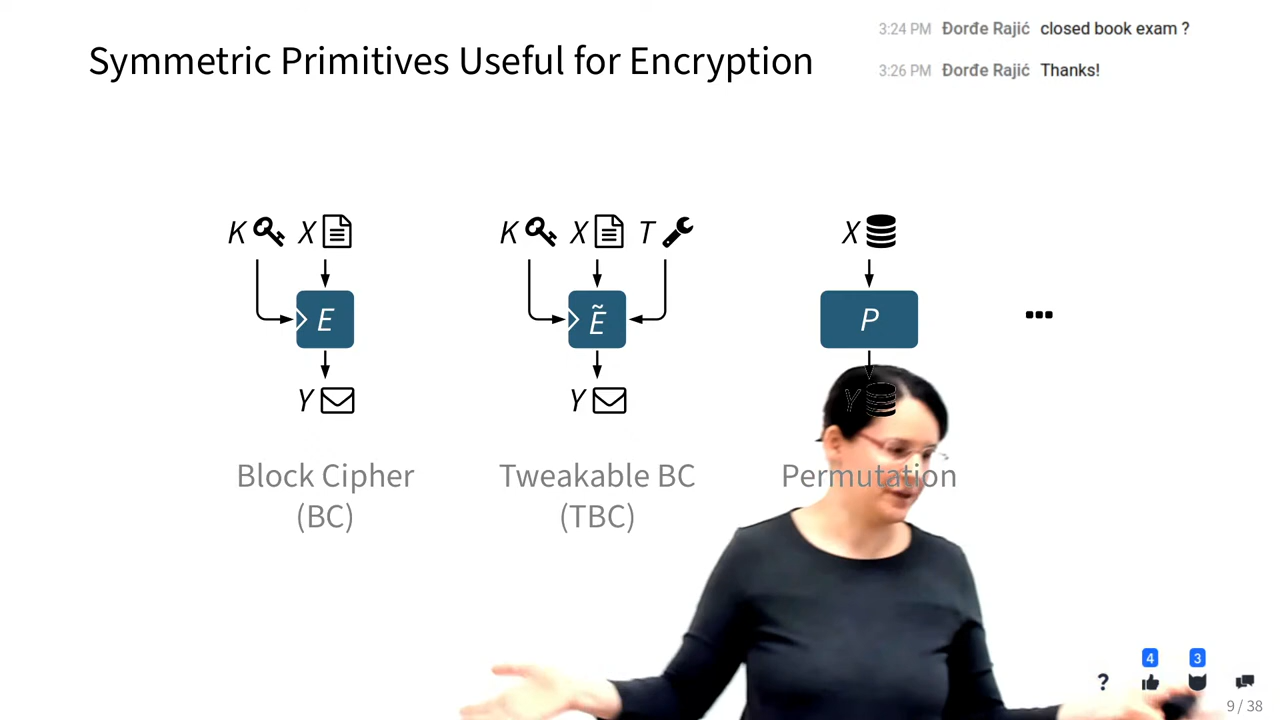 Symmetric Primitives Useful for Encryption
3:24 PM Đorđe Rajić closed book exam ?
3:26 PM Đorđe Rajić Thanks!
K X
K X T
X
E
Ẽ
P
...
Y
Y
Y
Block Cipher
(BC)
Tweakable BC
(TBC)
Permutation
4
3
?
9 / 38